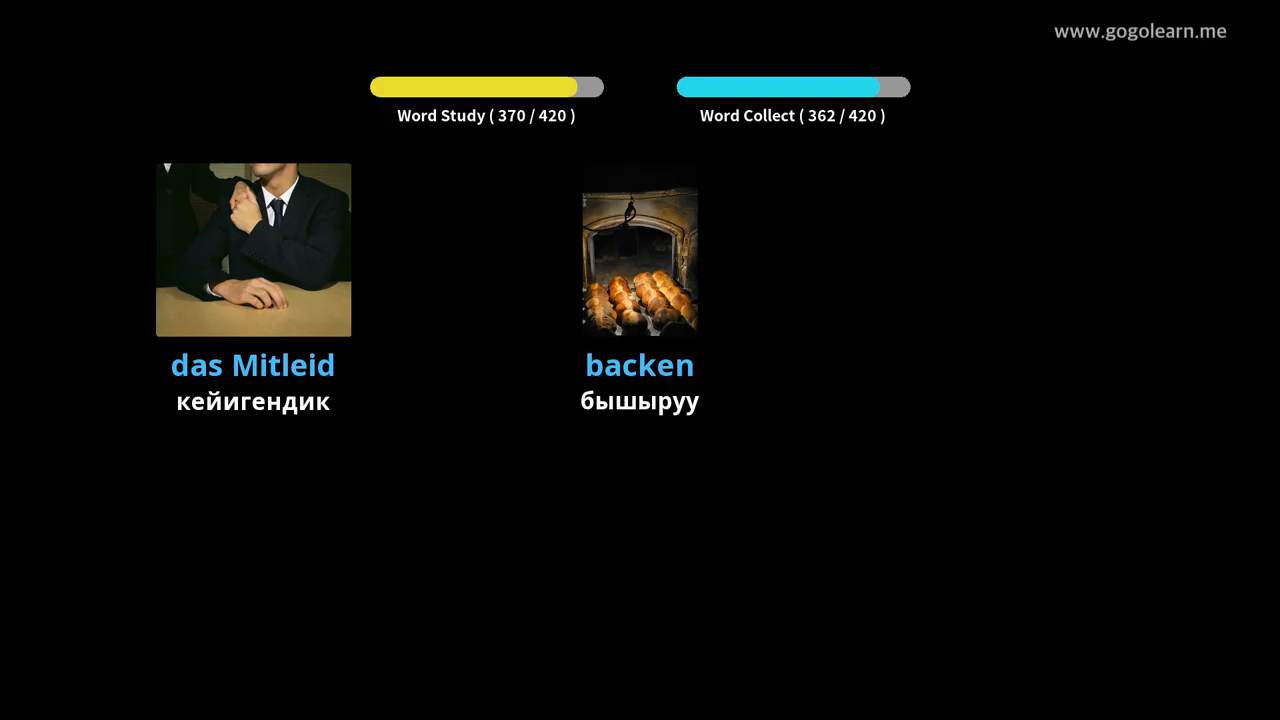 www.gogolearn.me
Word Study ( 370 / 420 )
Word Collect ( 362 / 420 )
das Mitleid
кейигендик
backen
бышыруу